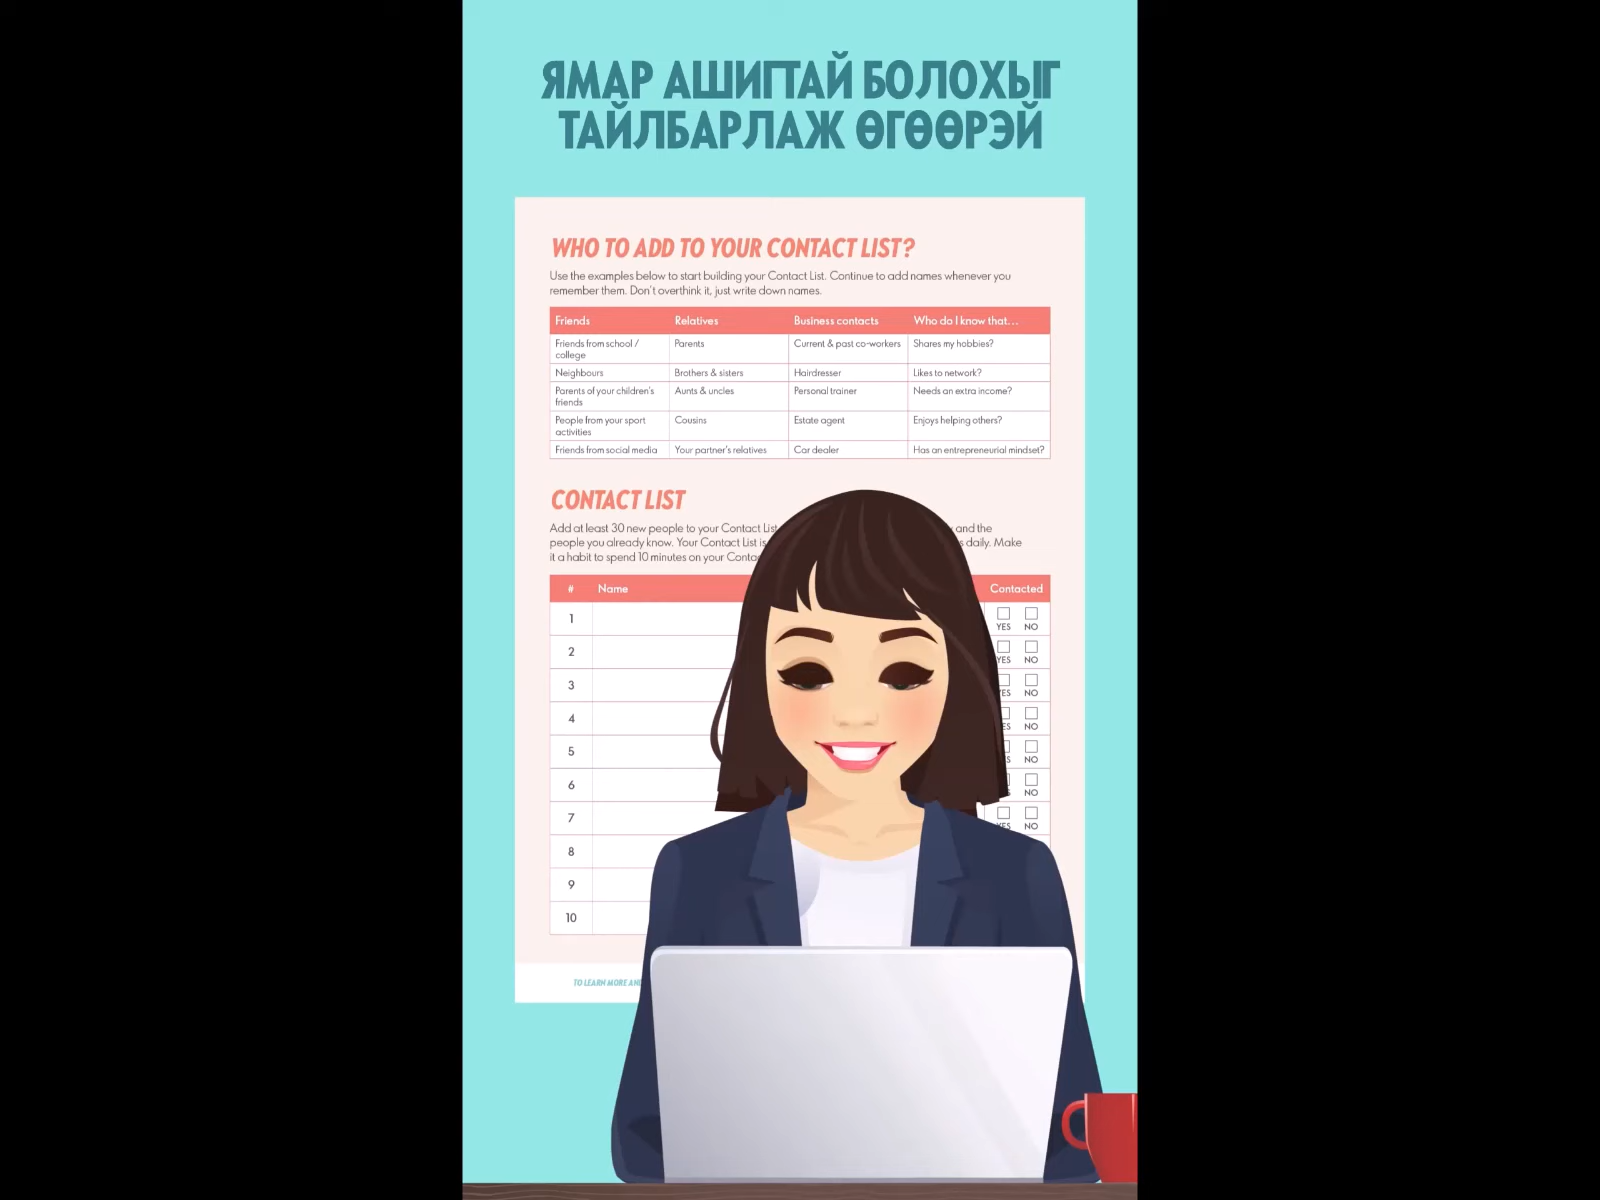 ЯМАР АШИГТАЙ БОЛОХЫГ
ТАЙЛБАРЛАЖ ӨГӨӨРЭЙ
WHO TO ADD TO YOUR CONTACT LIST?
Use the examples below to start building your Contact List. Continue to add names whenever you
remember them. Don't overthink it, just write down names.
Friends Relatives Business contacts Who do I know that...
Friends from school / college Parents Current & past co-workers Shares my hobbies?
Neighbours Brothers & sisters Hairdresser Likes to network?
Parents of your children's friends Aunts & uncles Personal trainer Needs an extra income?
People from your sport activities Cousins Estate agent Enjoys helping others?
Friends from social media Your partner's relatives Car dealer Has an entrepreneurial mindset?
CONTACT LIST
Add at least 30 new people to your Contact List and the
people you already know. Your Contact List is daily. Make
it a habit to spend 10 minutes on your
# Name Contacted
1 YES NO
2 YES NO
3 YES NO
4 YES NO
5 NO
6 NO
7 YES NO
8
9
10
TO LEARN MORE